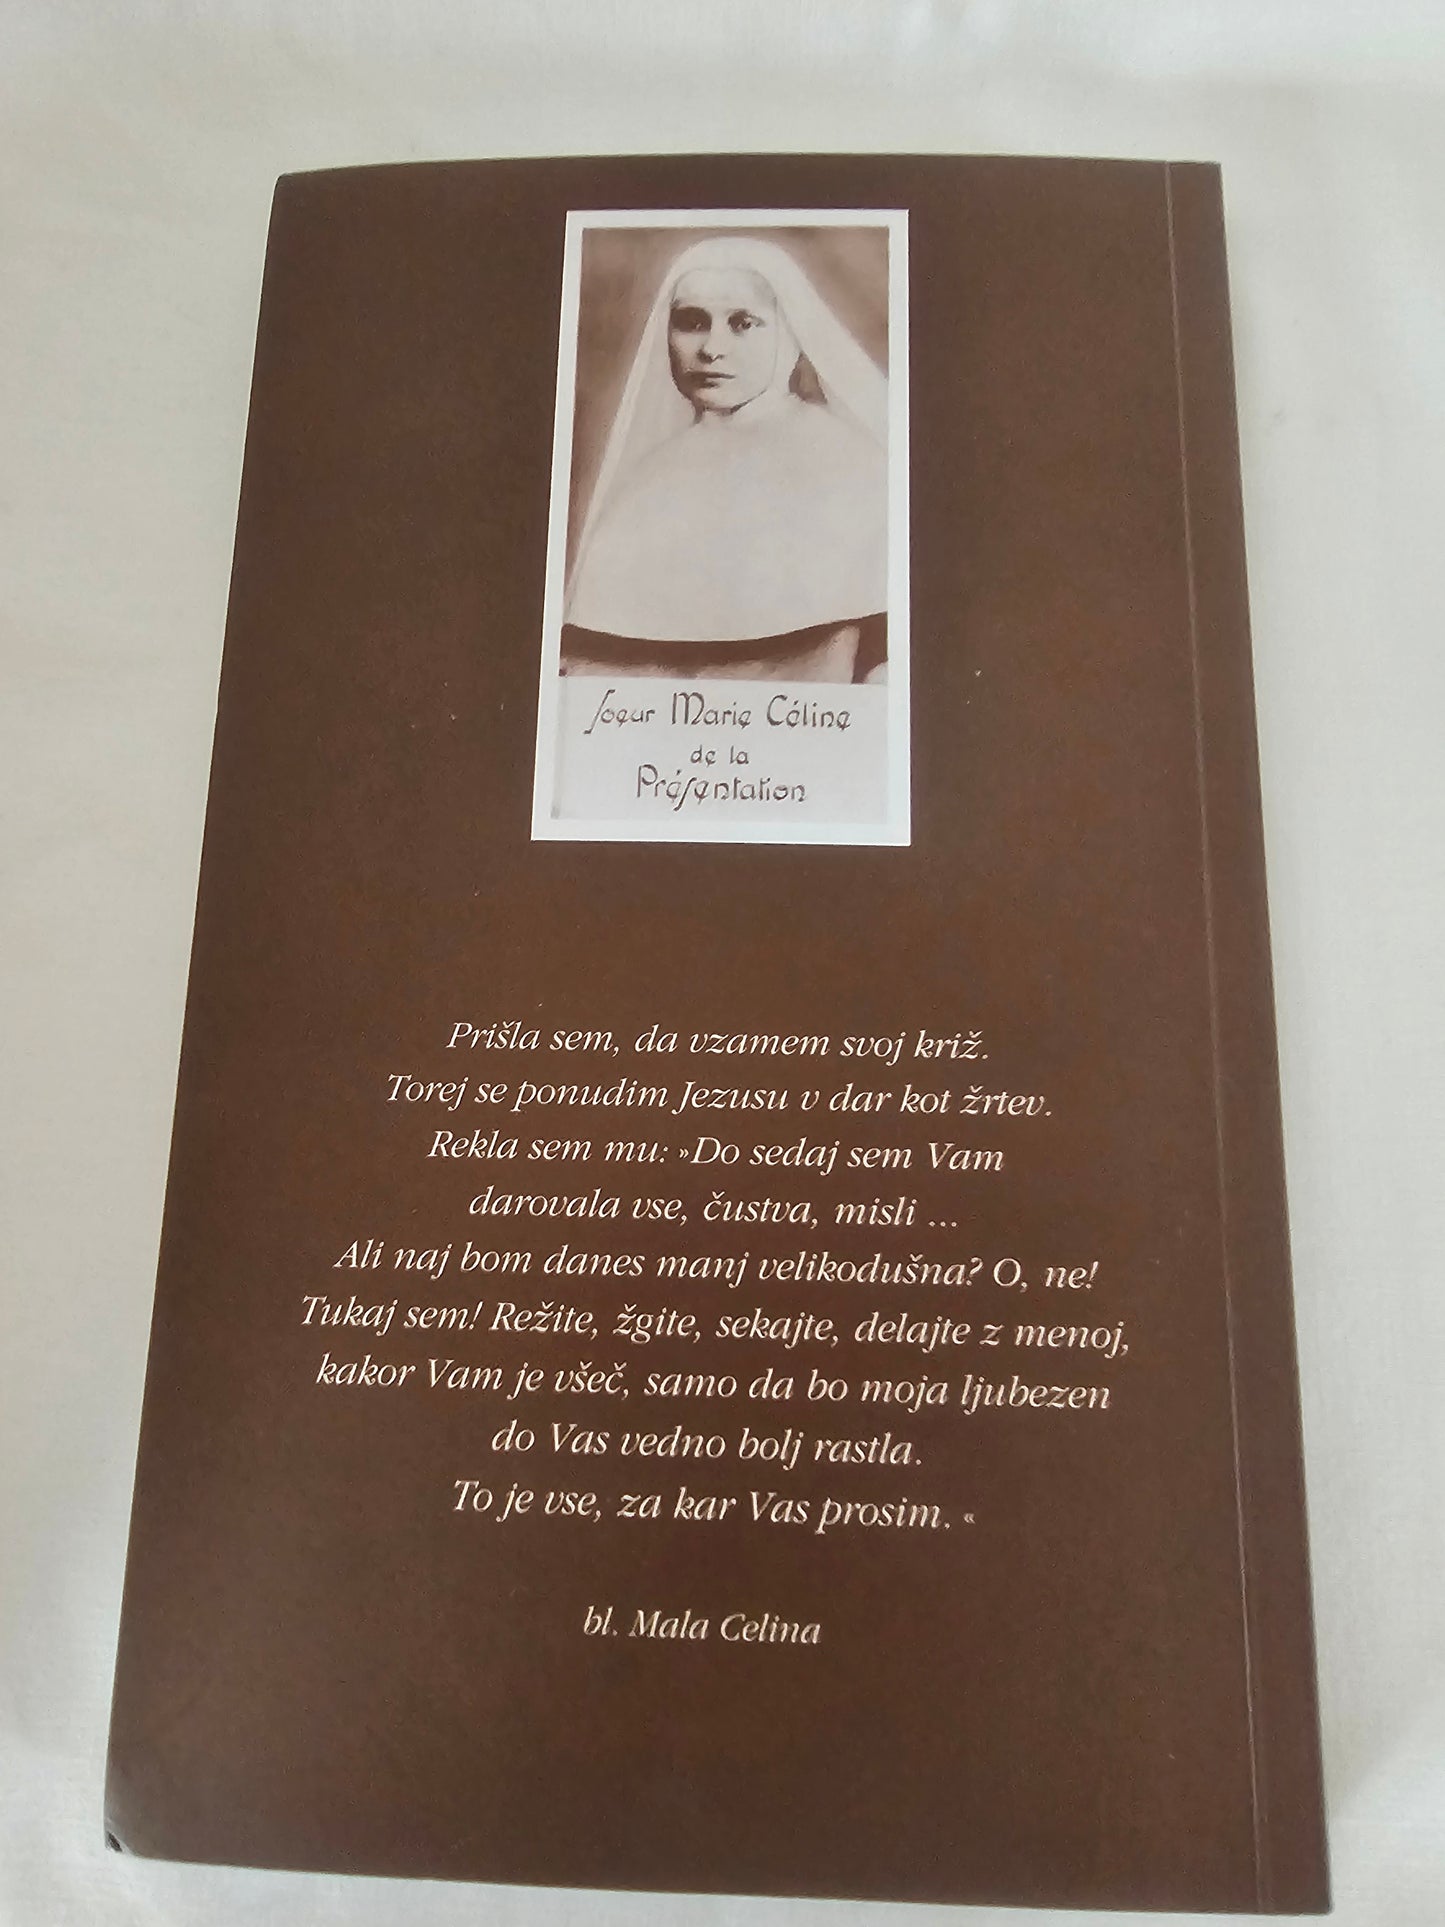 Soeur Marie Céline
de la
Présentation
Prišla sem, da vzamem svoj križ.
Torej se ponudim Jezusu v dar kot žrtev.
Rekla sem mu: »Do sedaj sem Vam
darovala vse, čustva, misli ...
Ali naj bom danes manj velikodušna? O, ne!
Tukaj sem! Režite, žgite, sekajte, delajte z menoj,
kakor Vam je všeč, samo da bo moja ljubezen
do Vas vedno bolj rastla.
To je vse, za kar Vas prosim. «
bl. Mala Celina